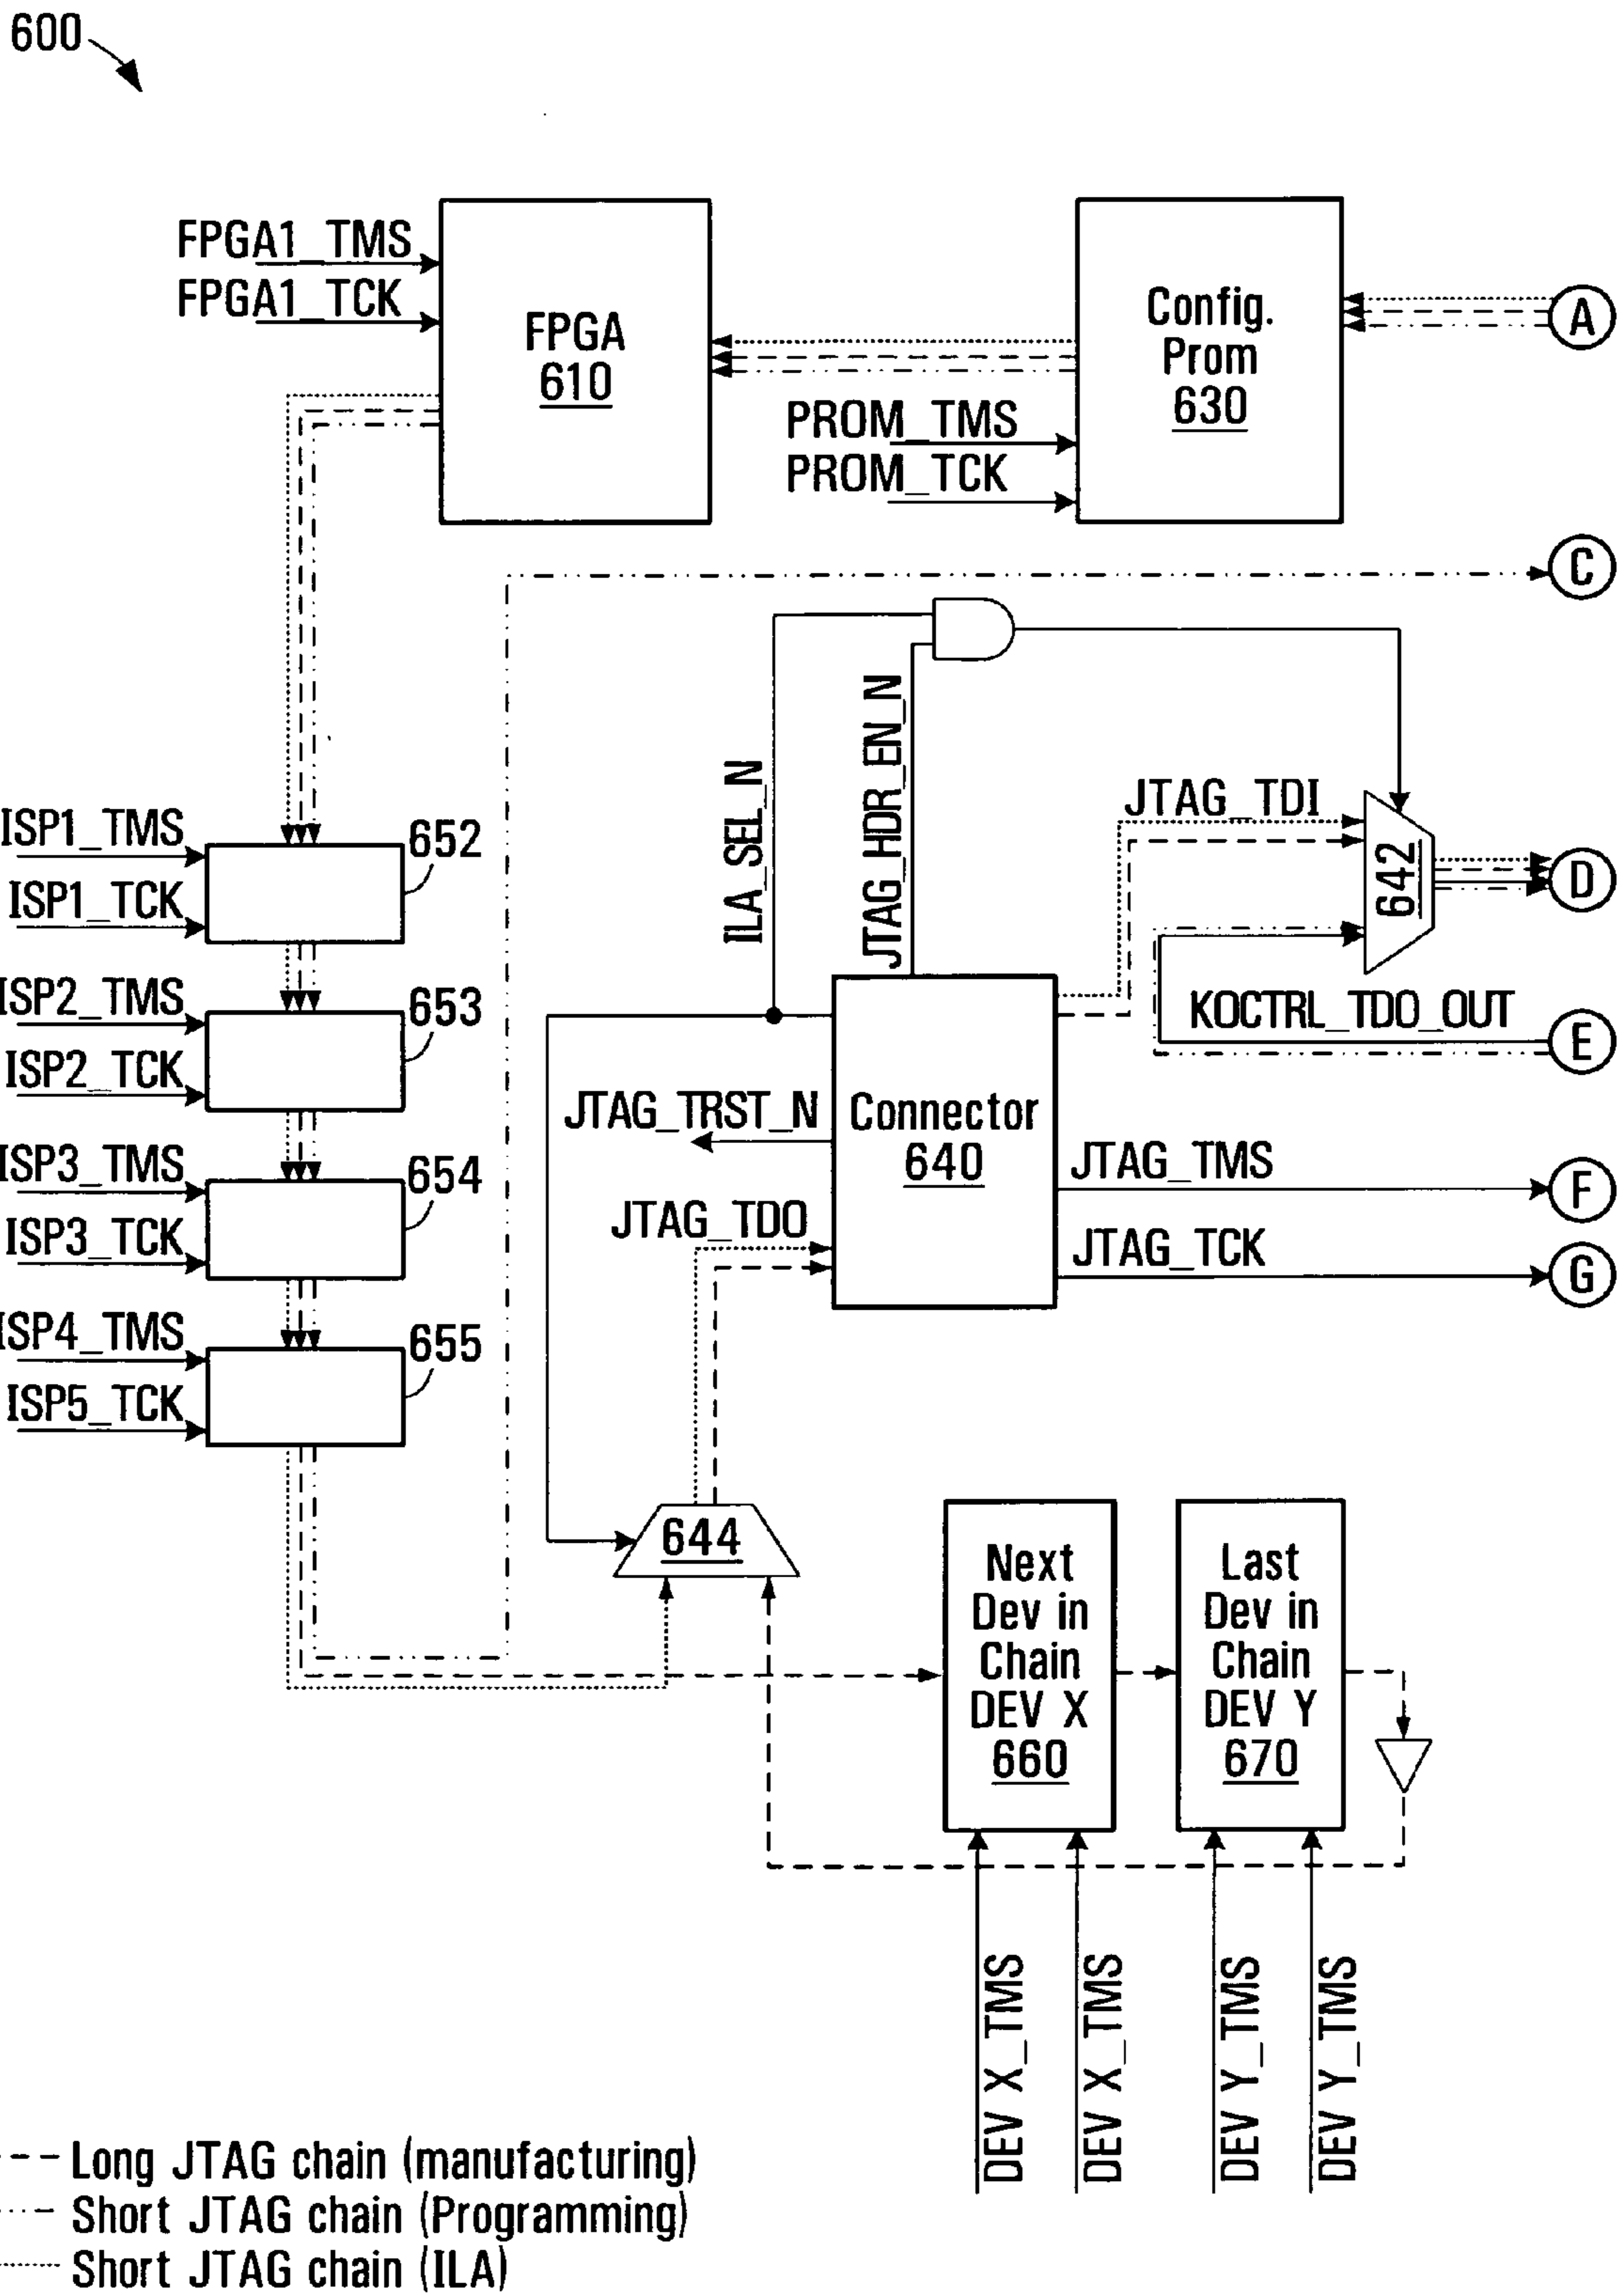 600
FPGA1_TMS
FPGA1_TCK
FPGA
610
Config.
Prom
630
PROM_TMS
PROM_TCK
A
C
ILA_SEL_N
JTAG_HDR_EN_N
JTAG_TDI
642
D
KOCTRL_TDO_OUT
E
ISP1_TMS
ISP1_TCK
652
ISP2_TMS
ISP2_TCK
653
ISP3_TMS
ISP3_TCK
654
ISP4_TMS
ISP5_TCK
655
JTAG_TRST_N
Connector
640
JTAG_TDO
JTAG_TMS
F
JTAG_TCK
G
644
Next
Dev in
Chain
DEV X
660
Last
Dev in
Chain
DEV Y
670
DEV X_TMS
DEV X_TMS
DEV Y_TMS
DEV Y_TMS
Long JTAG chain (manufacturing)
Short JTAG chain (Programming)
Short JTAG chain (ILA)